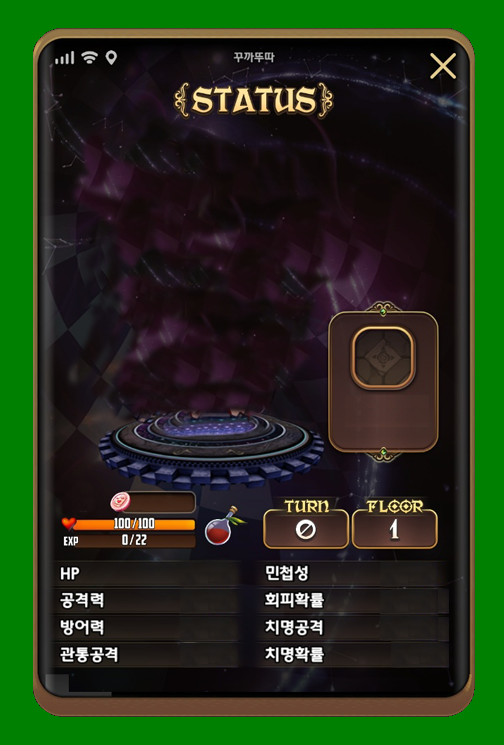 꾸까뚜따
STATUS
100/100
EXP 0/22
TURN
0
FLOOR
1
HP
민첩성
공격력
회피확률
방어력
치명공격
관통공격
치명확률